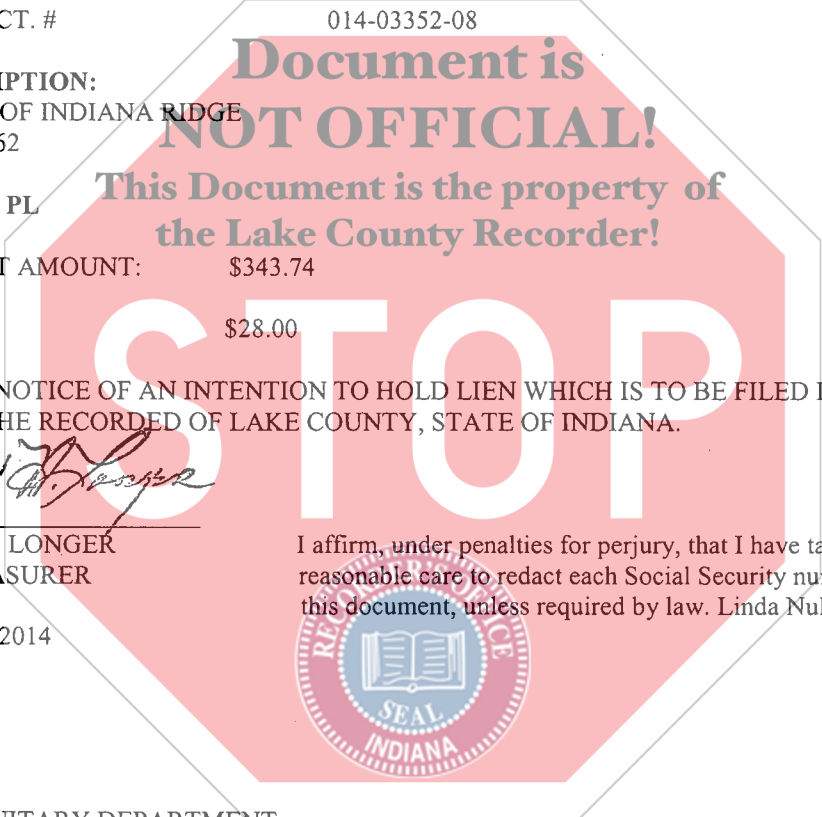 CT. # 014-03352-08
Document is
IPTION:
OF INDIANA RIDGE
NOT OFFICIAL!
62
This Document is the property of
PL
the Lake County Recorder!
T AMOUNT: $343.74
$28.00
STOP
NOTICE OF AN INTENTION TO HOLD LIEN WHICH IS TO BE FILED I
HE RECORDED OF LAKE COUNTY, STATE OF INDIANA.
LONGER
I affirm, under penalties for perjury, that I have ta
ASURER
reasonable care to redact each Social Security nu
this document, unless required by law. Linda Nul
2014
RECORDER'S OFFICE
SEAL
INDIANA
NITARY DEPARTMENT